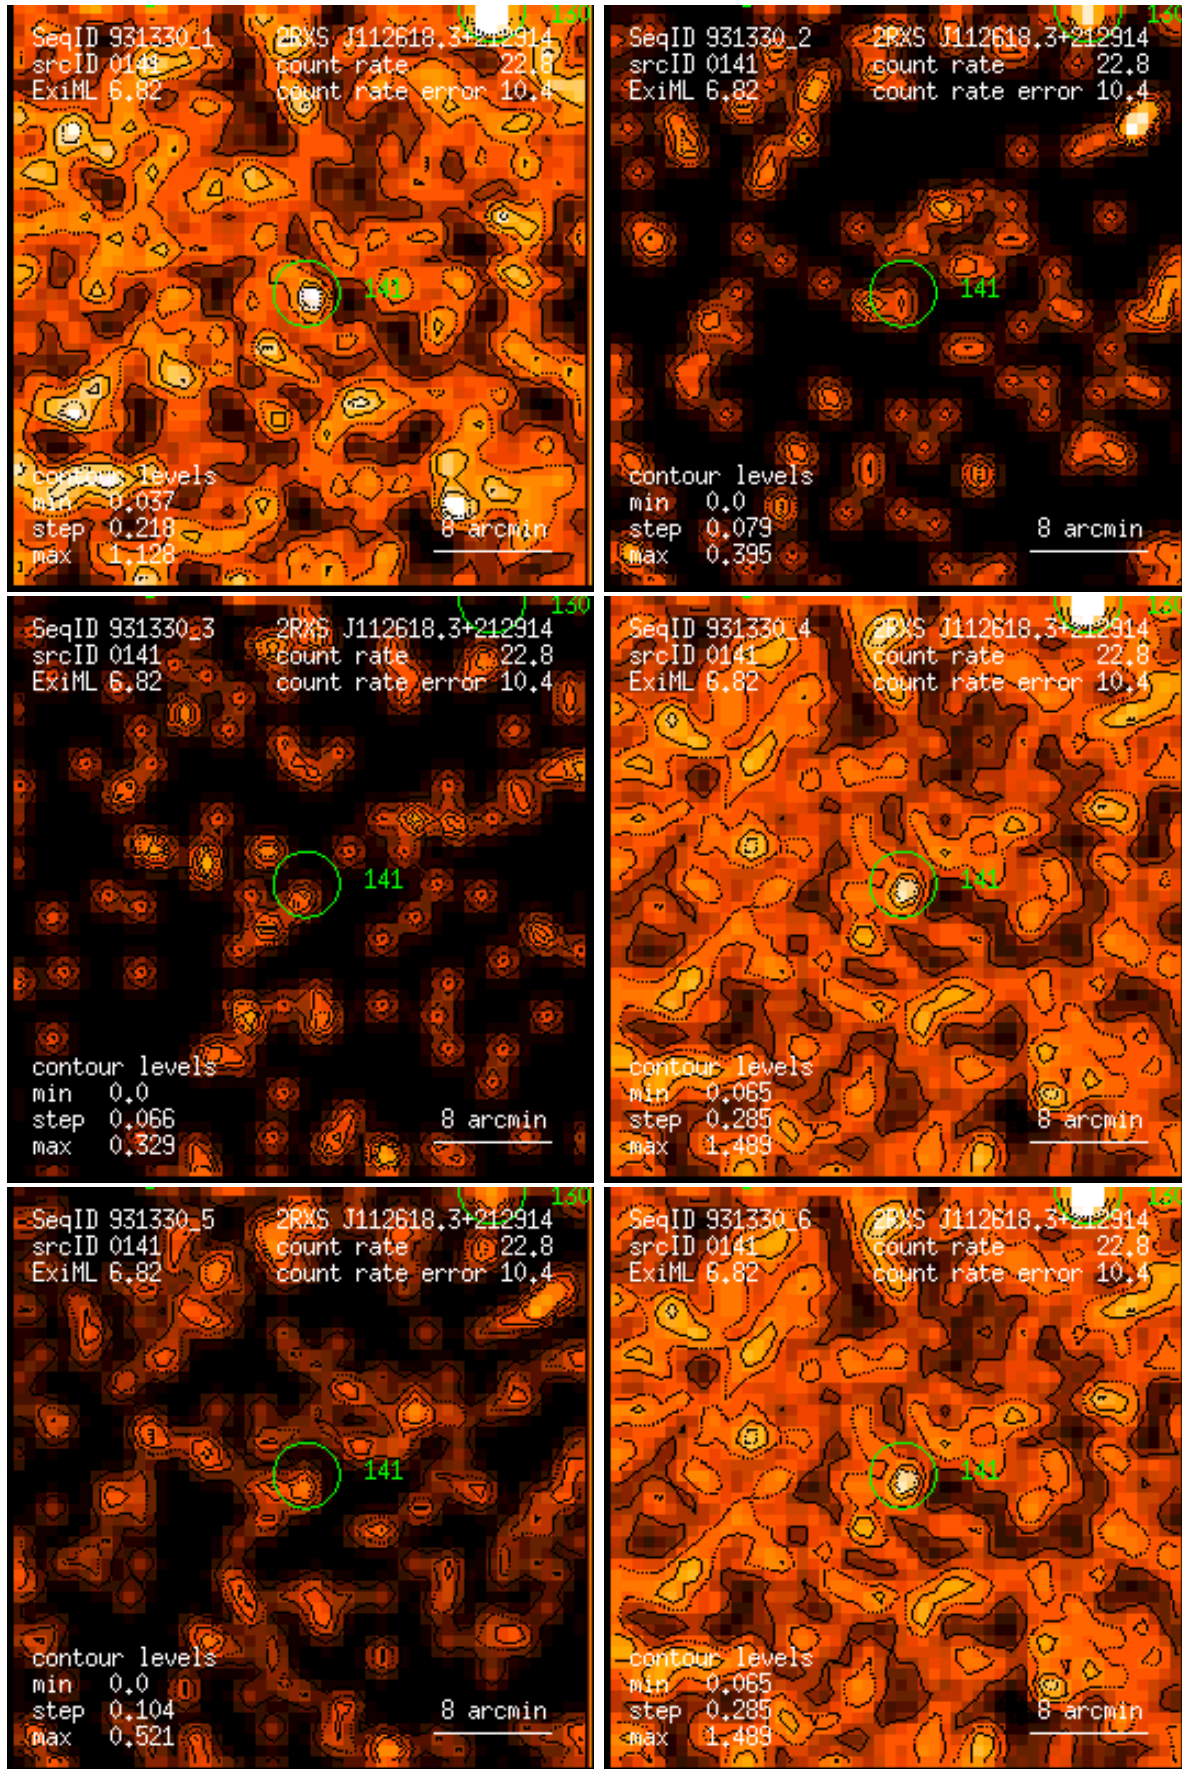 130
SeqID 931330_1 2RXS J112618.3+212914
srcID 0141 count rate 22.8
ExiML 6.82 count rate error 10.4
141
contour levels
min 0.037
step 0.218 8 arcmin
max 1.128
130
SeqID 931330_2 2RXS J112618.3+212914
srcID 0141 count rate 22.8
ExiML 6.82 count rate error 10.4
141
contour levels
min 0.0
step 0.079 8 arcmin
max 0.395
130
SeqID 931330_3 2RXS J112618.3+212914
srcID 0141 count rate 22.8
ExiML 6.82 count rate error 10.4
141
contour levels
min 0.0
step 0.066 8 arcmin
max 0.329
130
SeqID 931330_4 2RXS J112618.3+212914
srcID 0141 count rate 22.8
ExiML 6.82 count rate error 10.4
141
contour levels
min 0.065
step 0.285 8 arcmin
max 1.489
130
SeqID 931330_5 2RXS J112618.3+212914
srcID 0141 count rate 22.8
ExiML 6.82 count rate error 10.4
141
contour levels
min 0.0
step 0.104 8 arcmin
max 0.521
130
SeqID 931330_6 2RXS J112618.3+212914
srcID 0141 count rate 22.8
ExiML 6.82 count rate error 10.4
141
contour levels
min 0.065
step 0.285 8 arcmin
max 1.489